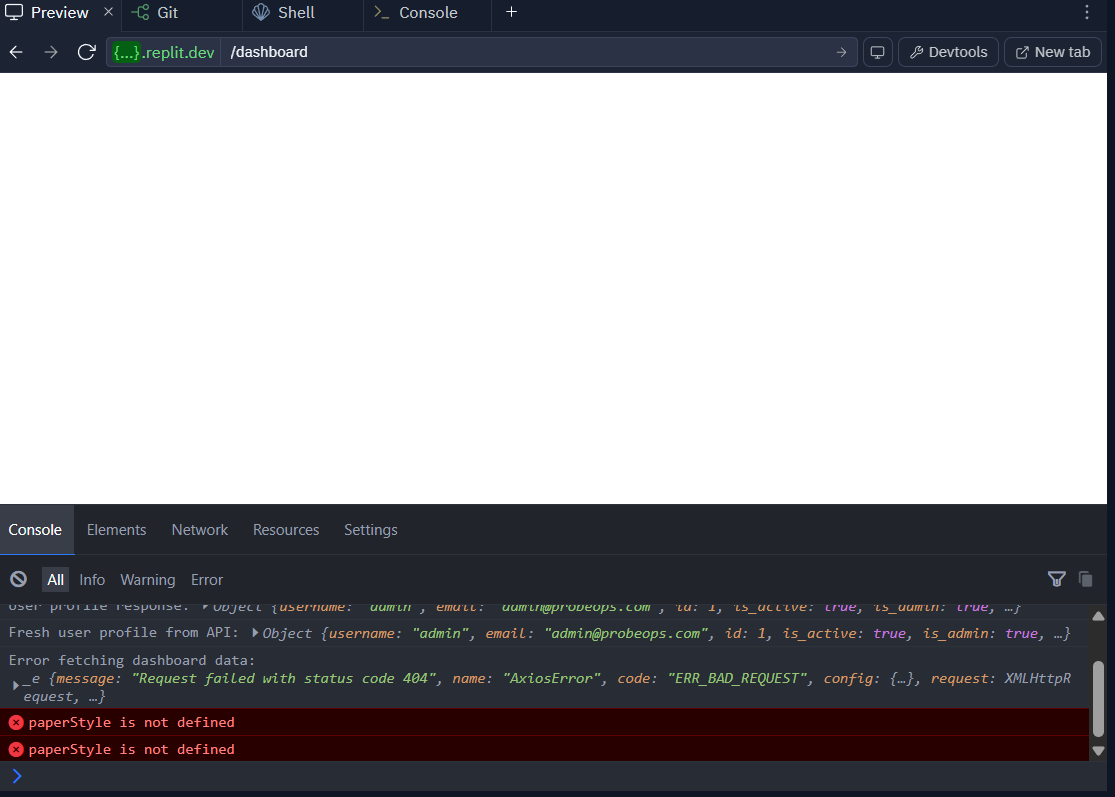 Preview Git Shell Console
{...}.replit.dev /dashboard Devtools New tab
Console Elements Network Resources Settings
All Info Warning Error
User profile response: Object {username: "admin", email: "admin@probeops.com", id: 1, is_active: true, is_admin: true, …}
Fresh user profile from API: Object {username: "admin", email: "admin@probeops.com", id: 1, is_active: true, is_admin: true, …}
Error fetching dashboard data:
_e {message: "Request failed with status code 404", name: "AxiosError", code: "ERR_BAD_REQUEST", config: {…}, request: XMLHttpR
equest, …}
paperStyle is not defined
paperStyle is not defined